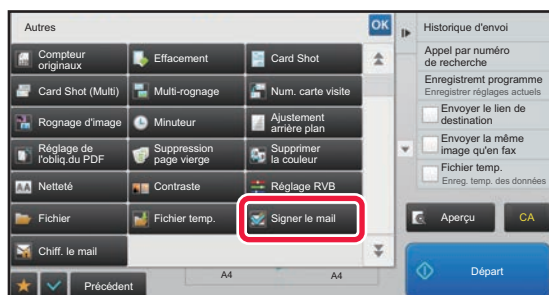 Autres
OK
Compteur
originaux
Effacement
Card Shot
Card Shot (Multi)
Multi-rognage
Num. carte visite
Rognage d'image
Minuteur
Ajustement
arrière plan
Réglage de
l'obliq.du PDF
Suppression
page vierge
Supprimer
la couleur
Netteté
Contraste
Réglage RVB
Fichier
Fichier temp.
Signer le mail
Chiff. le mail
Précédent
A4
A4
Historique d'envoi
Appel par numéro
de recherche
Enregistremt programme
Enregistrer réglages actuels
Envoyer le lien de
destination
Envoyer la même
image qu'en fax
Fichier temp.
Enreg. temp. des données
Aperçu
CA
Départ